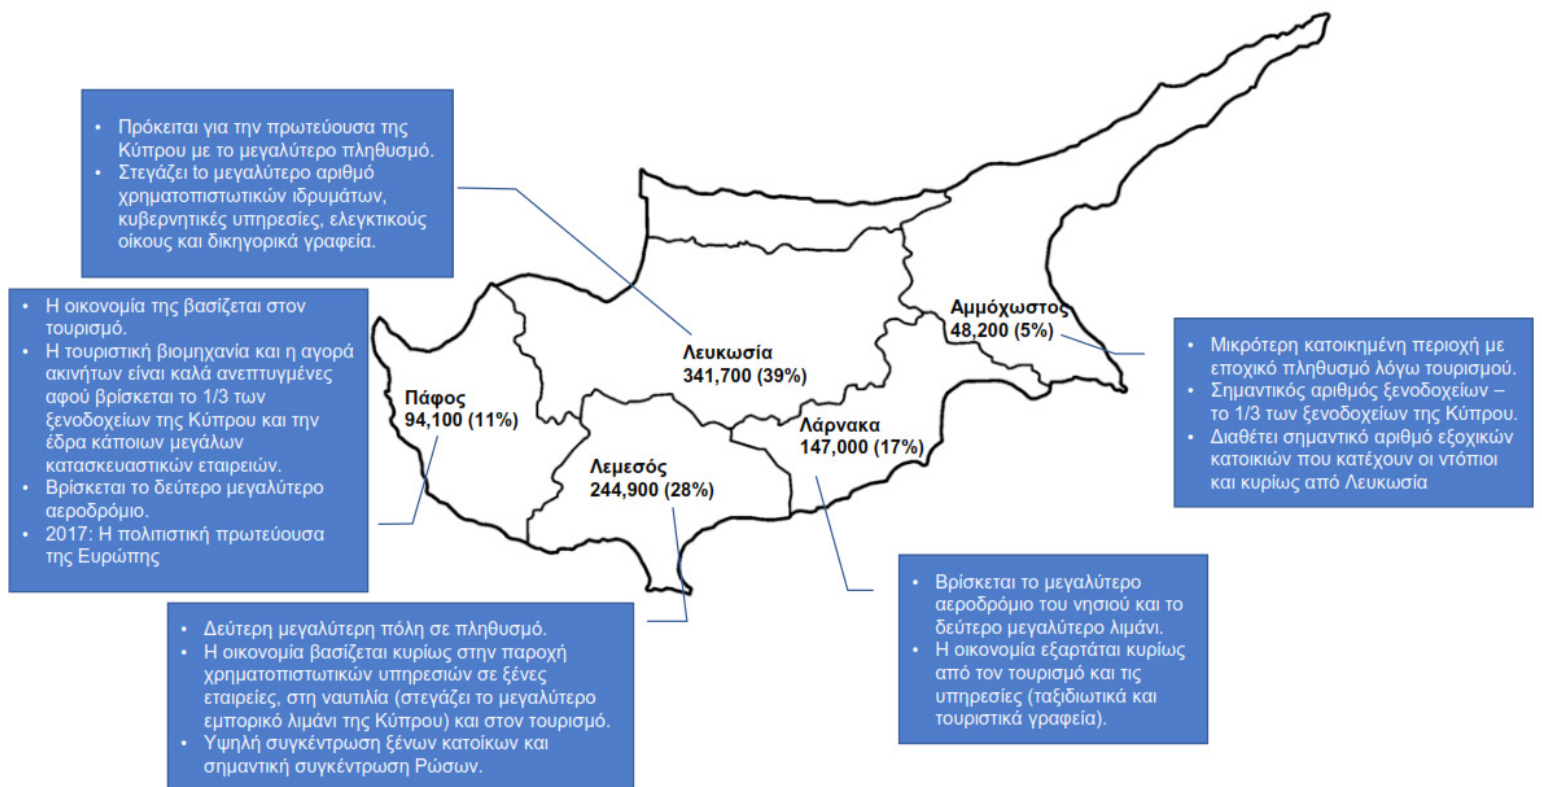 • Πρόκειται για την πρωτεύουσα της
Κύπρου με το μεγαλύτερο πληθυσμό.
• Στεγάζει to μεγαλύτερο αριθμό
χρηματοπιστωτικών ιδρυμάτων,
κυβερνητικές υπηρεσίες, ελεγκτικούς
οίκους και δικηγορικά γραφεία.
• Η οικονομία της βασίζεται στον
τουρισμό.
• Η τουριστική βιομηχανία και η αγορά
ακινήτων είναι καλά ανεπτυγμένες
αφού βρίσκεται το 1/3 των
ξενοδοχείων της Κύπρου και την
έδρα κάποιων μεγάλων
κατασκευαστικών εταιρειών.
• Βρίσκεται το δεύτερο μεγαλύτερο
αεροδρόμιο.
• 2017: Η πολιτιστική πρωτεύουσα
της Ευρώπης
Αμμόχωστος
48,200 (5%)
Λευκωσία
341,700 (39%)
Πάφος
94,100 (11%)
Λάρνακα
147,000 (17%)
Λεμεσός
244,900 (28%)
• Μικρότερη κατοικημένη περιοχή με
εποχικό πληθυσμό λόγω τουρισμού.
• Σημαντικός αριθμός ξενοδοχείων –
το 1/3 των ξενοδοχείων της Κύπρου.
• Διαθέτει σημαντικό αριθμό εξοχικών
κατοικιών που κατέχουν οι ντόπιοι
και κυρίως από Λευκωσία
• Βρίσκεται το μεγαλύτερο
αεροδρόμιο του νησιού και το
δεύτερο μεγαλύτερο λιμάνι.
• Η οικονομία εξαρτάται κυρίως
από τον τουρισμό και τις
υπηρεσίες (ταξιδιωτικά και
τουριστικά γραφεία).
• Δεύτερη μεγαλύτερη πόλη σε πληθυσμό.
• Η οικονομία βασίζεται κυρίως στην παροχή
χρηματοπιστωτικών υπηρεσιών σε ξένες
εταιρείες, στη ναυτιλία (στεγάζει το μεγαλύτερο
εμπορικό λιμάνι της Κύπρου) και στον τουρισμό.
• Υψηλή συγκέντρωση ξένων κατοίκων και
σημαντική συγκέντρωση Ρώσων.